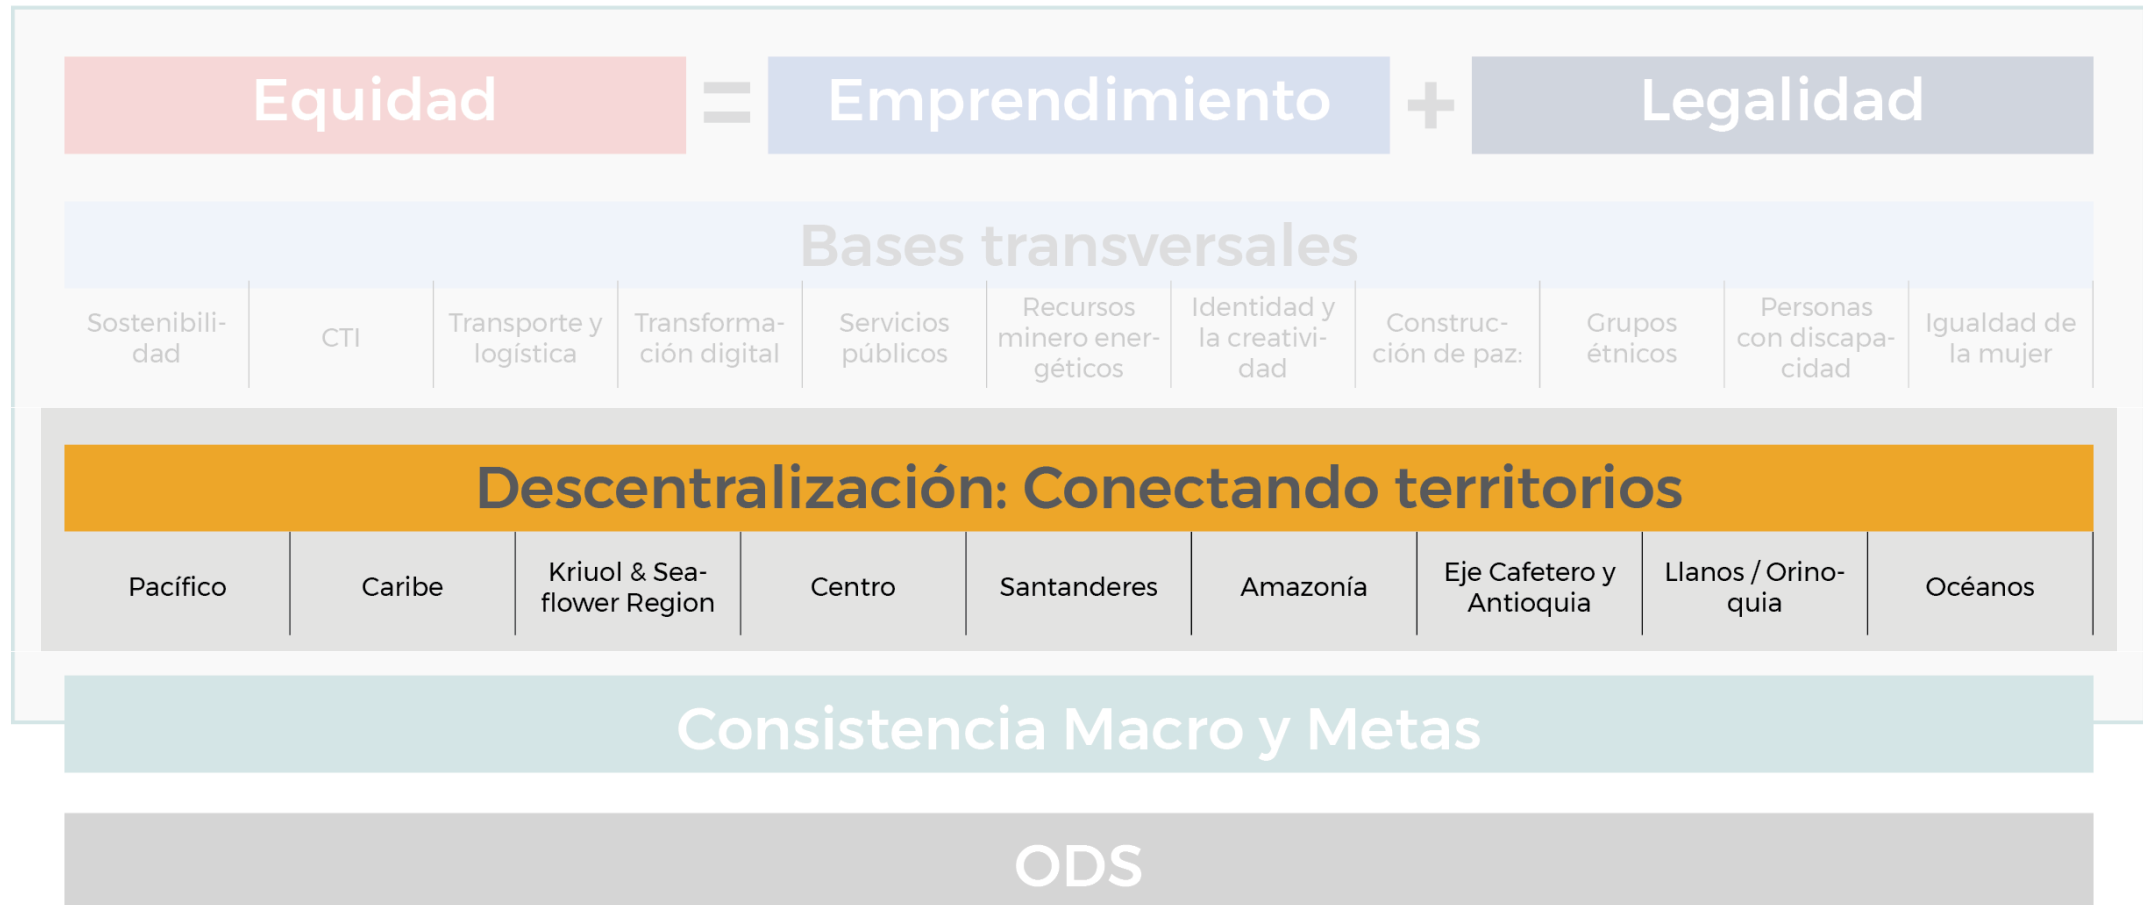 Equidad = Emprendimiento + Legalidad
Bases transversales
Sostenibili-
dad
CTI
Transporte y
logística
Transforma-
ción digital
Servicios
públicos
Recursos
minero ener-
géticos
Identidad y
la creativi-
dad
Construc-
ción de paz:
Grupos
étnicos
Personas
con discapa-
cidad
Igualdad de
la mujer
Descentralización: Conectando territorios
Pacífico
Caribe
Kriuol & Sea-
flower Region
Centro
Santanderes
Amazonía
Eje Cafetero y
Antioquia
Llanos / Orino-
quia
Océanos
Consistencia Macro y Metas
ODS